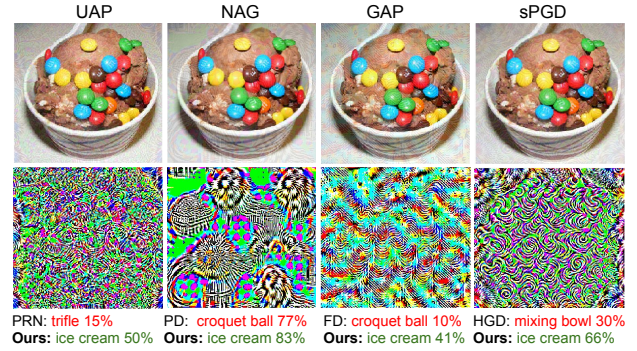 UAP NAG GAP sPGD
PRN: trifle 15% PD: croquet ball 77% FD: croquet ball 10% HGD: mixing bowl 30%
Ours: ice cream 50% Ours: ice cream 83% Ours: ice cream 41% Ours: ice cream 66%